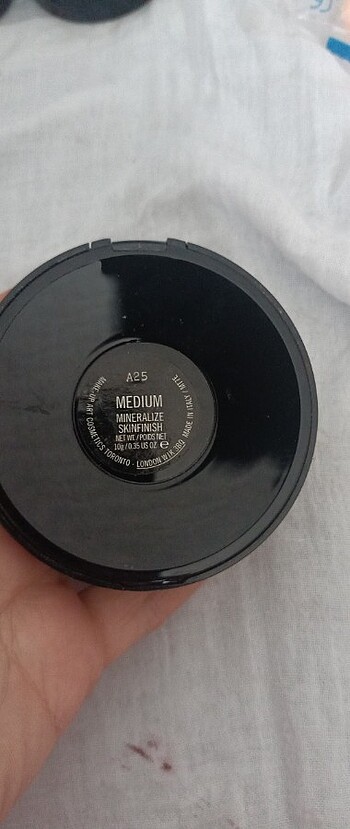 A25
MEDIUM
MINERALIZE
SKINFINISH
NET WT./POIDS NET
10g / 0.35 US OZ e
MAKE-UP ART COSMETICS TORONTO - LONDON W1K 3BQ MADE IN ITALY / MITTE